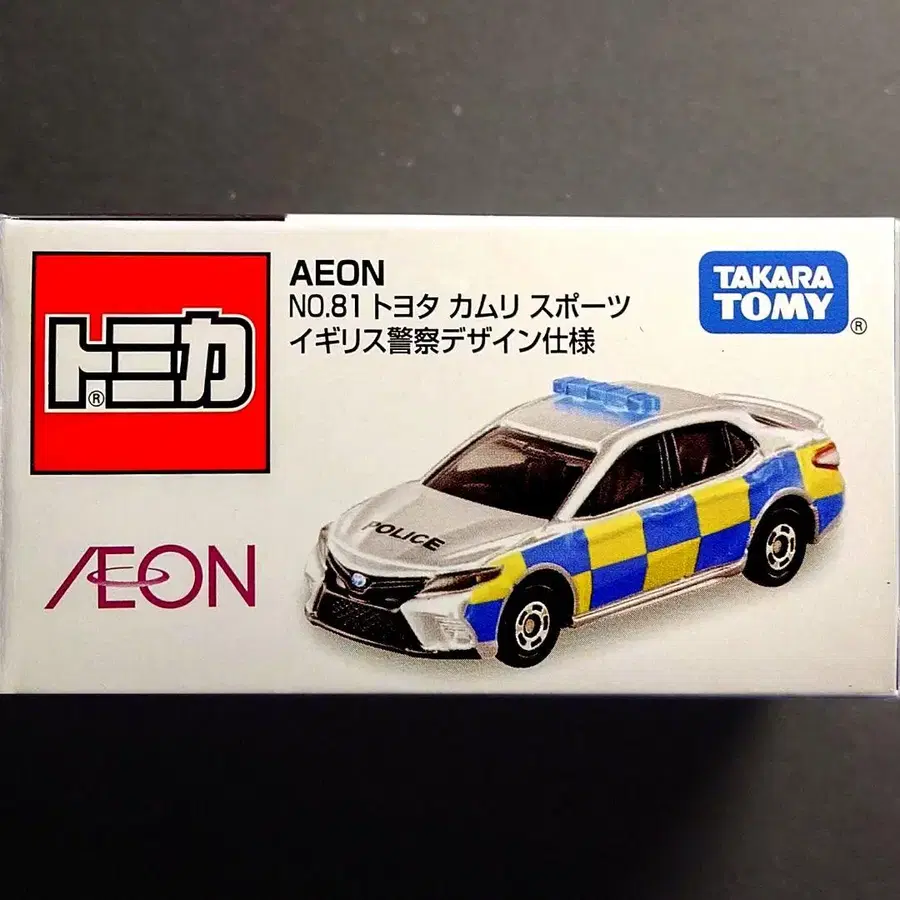 トミカ
®
AEON
NO.81 トヨタ カムリ スポーツ
イギリス警察デザイン仕様
TAKARA
TOMY
®
POLICE
AEON